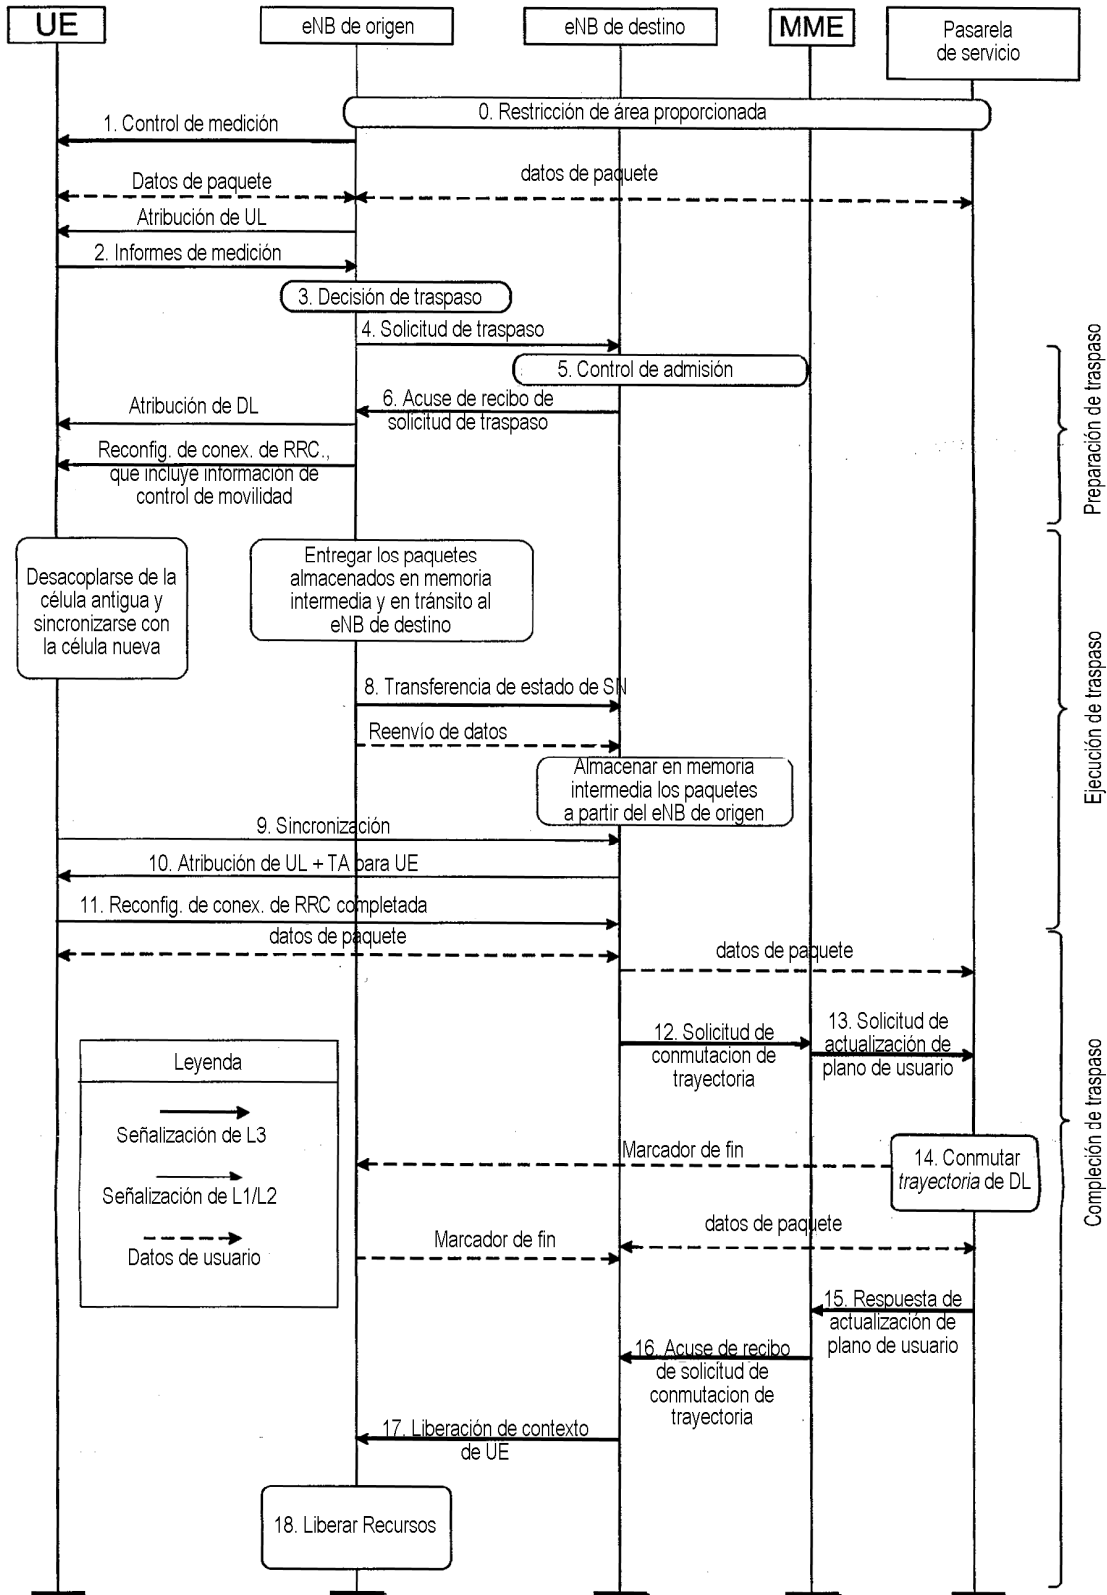 UE
eNB de origen
eNB de destino
MME
Pasarela
de servicio
0. Restricción de área proporcionada
1. Control de medición
Datos de paquete
datos de paquete
Atribución de UL
2. Informes de medición
3. Decisión de traspaso
4. Solicitud de traspaso
5. Control de admisión
6. Acuse de recibo de
solicitud de traspaso
Atribución de DL
Reconfig. de conex. de RRC.,
que incluye información de
control de movilidad
Preparación de traspaso
Desacoplarse de la
célula antigua y
sincronizarse con
la célula nueva
Entregar los paquetes
almacenados en memoria
intermedia y en tránsito al
eNB de destino
8. Transferencia de estado de SN
Reenvío de datos
Almacenar en memoria
intermedia los paquetes
a partir del eNB de origen
9. Sincronización
10. Atribución de UL + TA para UE
11. Reconfig. de conex. de RRC completada
Ejecución de traspaso
datos de paquete
datos de paquete
12. Solicitud de
conmutacion de
trayectoria
13. Solicitud de
actualización de
plano de usuario
Leyenda
Señalización de L3
Señalización de L1/L2
Datos de usuario
Marcador de fin
14. Conmutar
trayectoria de DL
datos de paquete
Marcador de fin
15. Respuesta de
actualización de
plano de usuario
16. Acuse de recibo
de solicitud de
conmutacion de
trayectoria
17. Liberación de contexto
de UE
18. Liberar Recursos
Compleción de traspaso